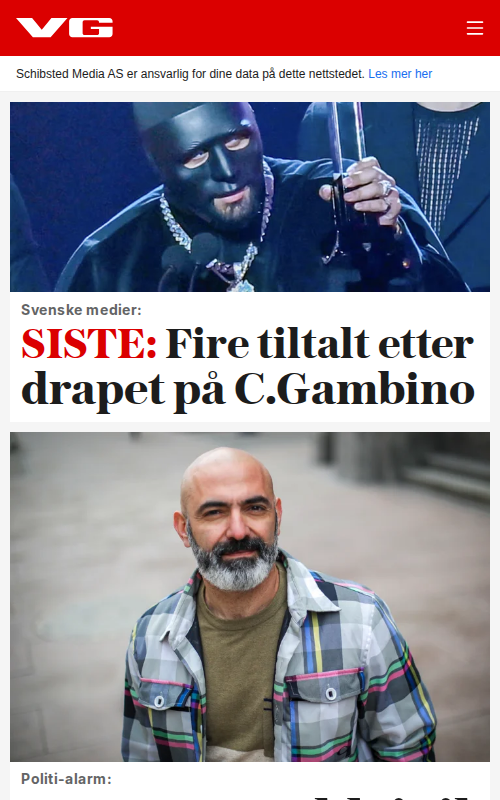 VG
Schibsted Media AS er ansvarlig for dine data på dette nettstedet. Les mer her
Svenske medier:
SISTE: Fire tiltalt etter
drapet på C.Gambino
Politi-alarm: